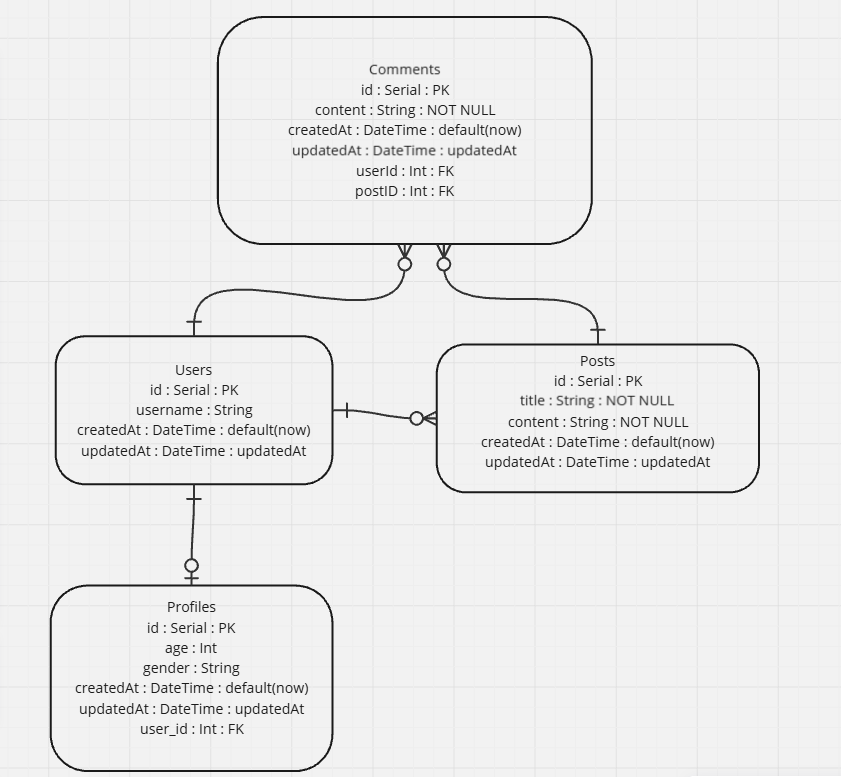 Comments
id : Serial : PK
content : String : NOT NULL
createdAt : DateTime : default(now)
updatedAt : DateTime : updatedAt
userId : Int : FK
postID : Int : FK
Users
id : Serial : PK
username : String
createdAt : DateTime : default(now)
updatedAt : DateTime : updatedAt
Posts
id : Serial : PK
title : String : NOT NULL
content : String : NOT NULL
createdAt : DateTime : default(now)
updatedAt : DateTime : updatedAt
Profiles
id : Serial : PK
age : Int
gender : String
createdAt : DateTime : default(now)
updatedAt : DateTime : updatedAt
user_id : Int : FK